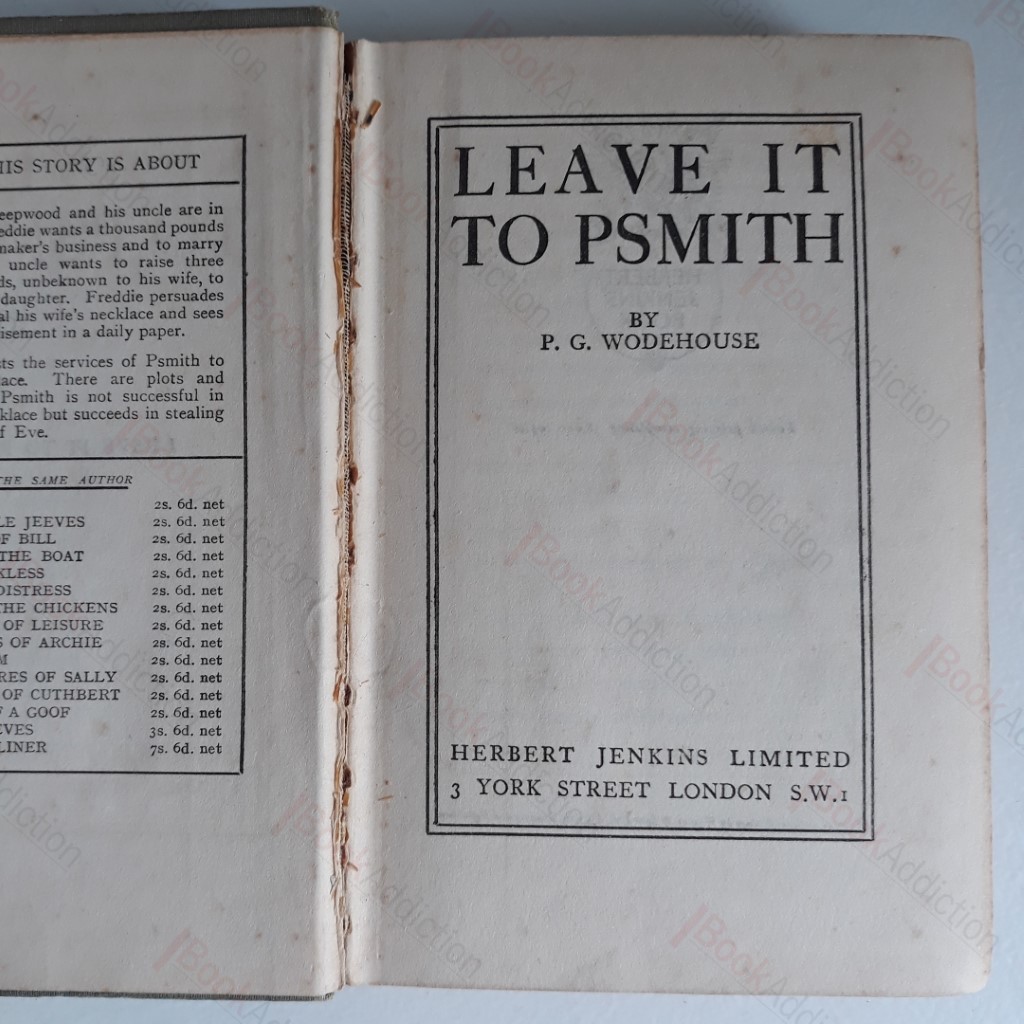 HIS STORY IS ABOUT
eepwood and his uncle are in
eddie wants a thousand pounds
maker's business and to marry
uncle wants to raise three
ds, unbeknown to his wife, to
daughter. Freddie persuades
al his wife's necklace and sees
isement in a daily paper.
sts the services of Psmith to
ace. There are plots and
Psmith is not successful in
klace but succeeds in stealing
f Eve.
THE SAME AUTHOR
2s. 6d. net
LE JEEVES 2s. 6d. net
F BILL 2s. 6d. net
THE BOAT 2s. 6d. net
KLESS 2s. 6d. net
DISTRESS 2s. 6d. net
THE CHICKENS 2s. 6d. net
OF LEISURE 2s. 6d. net
S OF ARCHIE 2s. 6d. net
M 2s. 6d. net
RES OF SALLY 2s. 6d. net
OF CUTHBERT 2s. 6d. net
F A GOOF 2s. 6d. net
EVES 3s. 6d. net
LINER 7s. 6d. net
LEAVE IT
TO PSMITH
BY
P. G. WODEHOUSE
HERBERT JENKINS LIMITED
3 YORK STREET LONDON S.W.1
BookAddiction